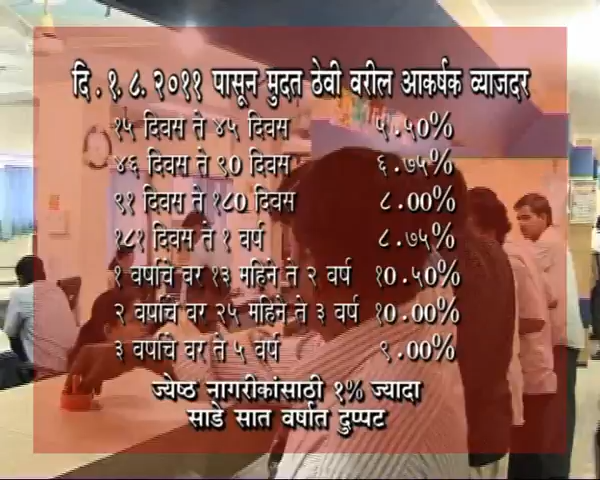 दि . १. ८. २०११ पासून मुदत ठेवी वरील आकर्षक व्याजदर
१५ दिवस ते ४५ दिवस ५.५०%
४६ दिवस ते ९० दिवस ६.७५%
९१ दिवस ते १८० दिवस ८.००%
१८१ दिवस ते १ वर्ष ८.७५%
१ वर्षाचे वर १३ महिने ते २ वर्ष १०.५०%
२ वर्षाचे वर २५ महिने ते ३ वर्ष १०.००%
३ वर्षाचे वर ते ५ वर्ष ९.००%
ज्येष्ठ नागरीकांसाठी १% ज्यादा
साडे सात वर्षात दुप्पट